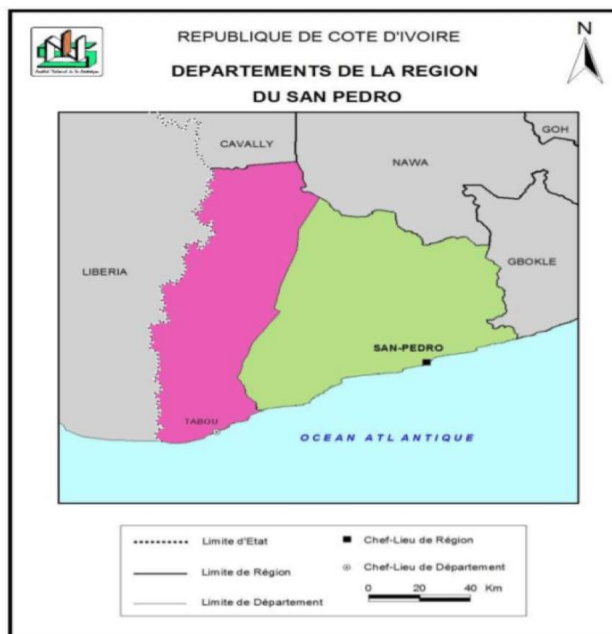 REPUBLIQUE DE COTE D'IVOIRE
N
DEPARTEMENTS DE LA REGION
DU SAN PEDRO
GOH
CAVALLY
NAWA
LIBERIA
GBOKLE
SAN-PEDRO
TABOU
OCEAN ATLANTIQUE
Limite d'Etat
Chef-Lieu de Région
Limite de Région
Chef-Lieu de Département
0 20 40 Km
Limite de Département